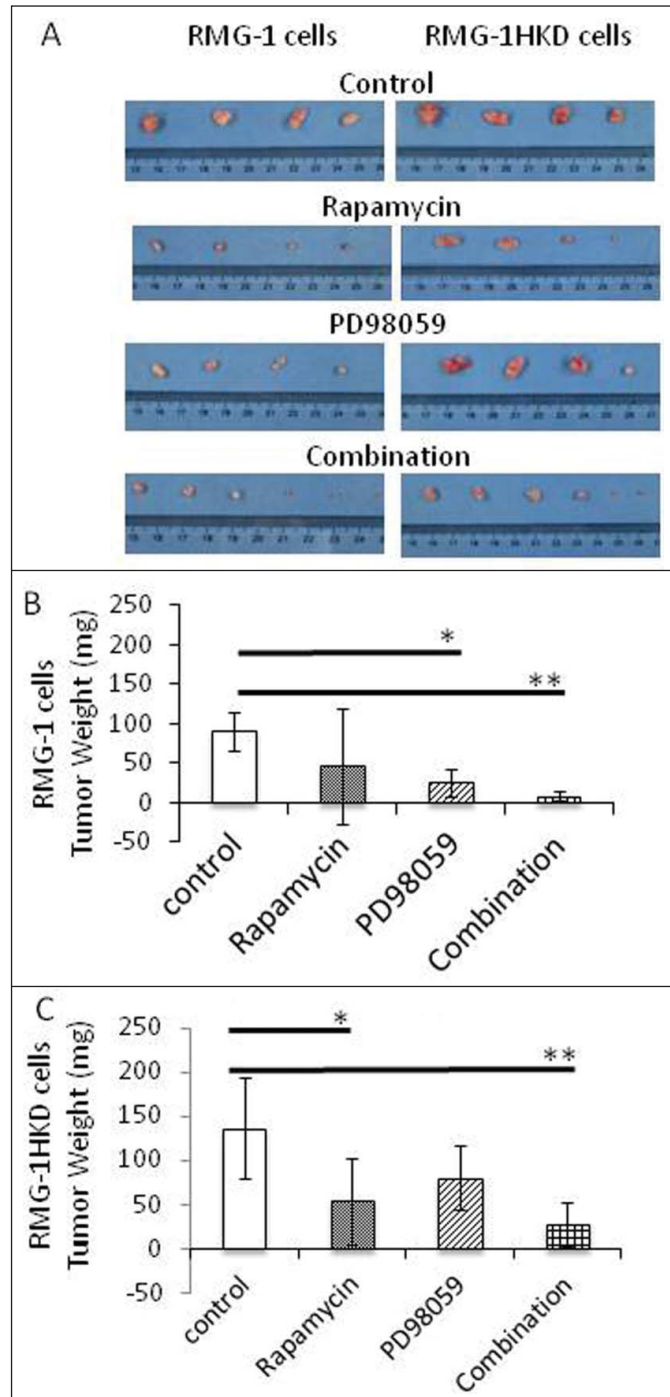 A
RMG-1 cells RMG-1HKD cells
Control
Rapamycin
PD98059
Combination
B
RMG-1 cells
Tumor Weight (mg)
250
200
150
100
50
0
-50
*
**
control
Rapamycin
PD98059
Combination
C
RMG-1HKD cells
Tumor Weight (mg)
250
200
150
100
50
0
-50
*
**
control
Rapamycin
PD98059
Combination